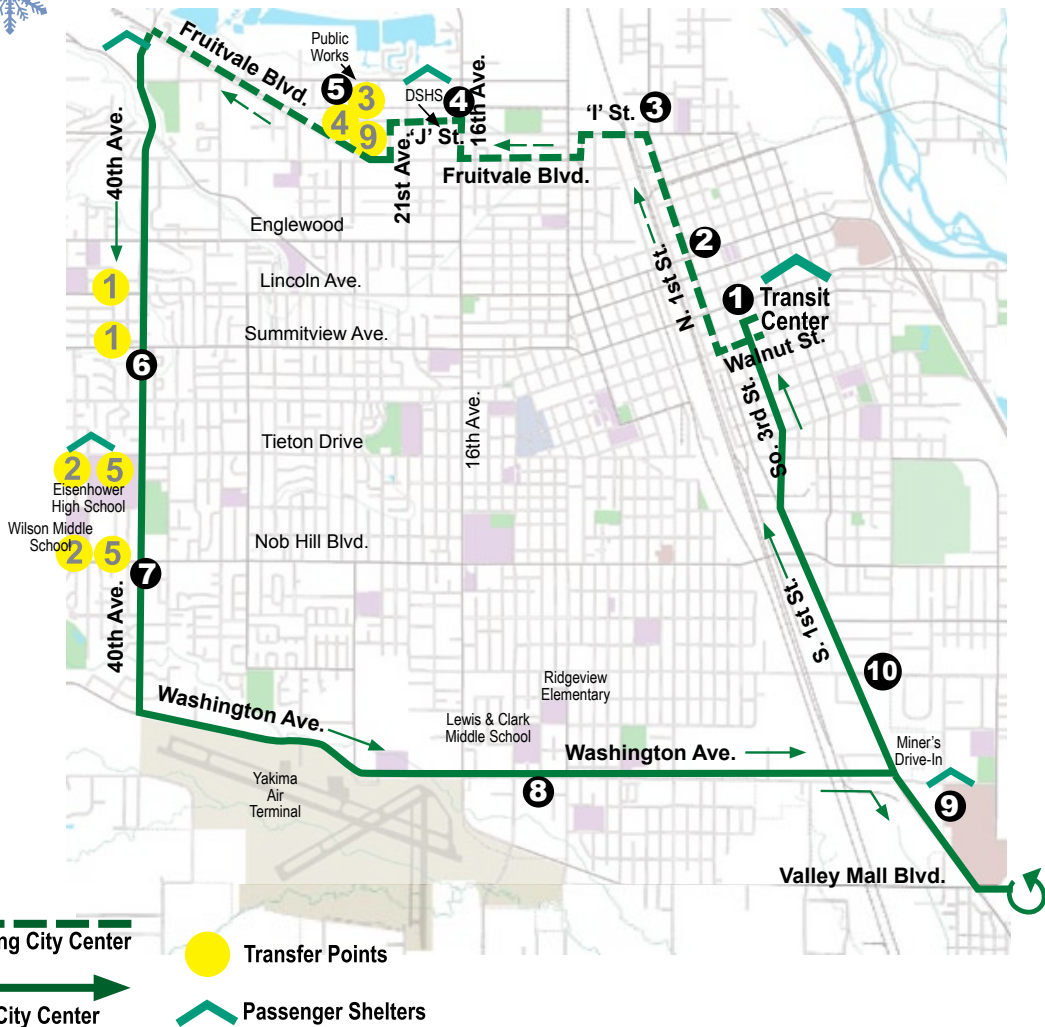 Fruitvale Blvd.
Public
Works
5
3
4
9
DSHS
4
16th Ave.
'J' St.
21st Ave.
Fruitvale Blvd.
'I' St.
3
40th Ave.
Englewood
Lincoln Ave.
Summitview Ave.
1
1
6
N. 1st St.
2
1
Transit
Center
Walnut St.
So. 3rd St.
Tieton Drive
16th Ave.
2
5
Eisenhower
High School
Wilson Middle
School
2
5
Nob Hill Blvd.
7
40th Ave.
S. 1st St.
10
Washington Ave.
Ridgeview
Elementary
Lewis & Clark
Middle School
Washington Ave.
Miner's
Drive-In
Yakima
Air
Terminal
8
9
Valley Mall Blvd.
ng City Center
City Center
Transfer Points
Passenger Shelters